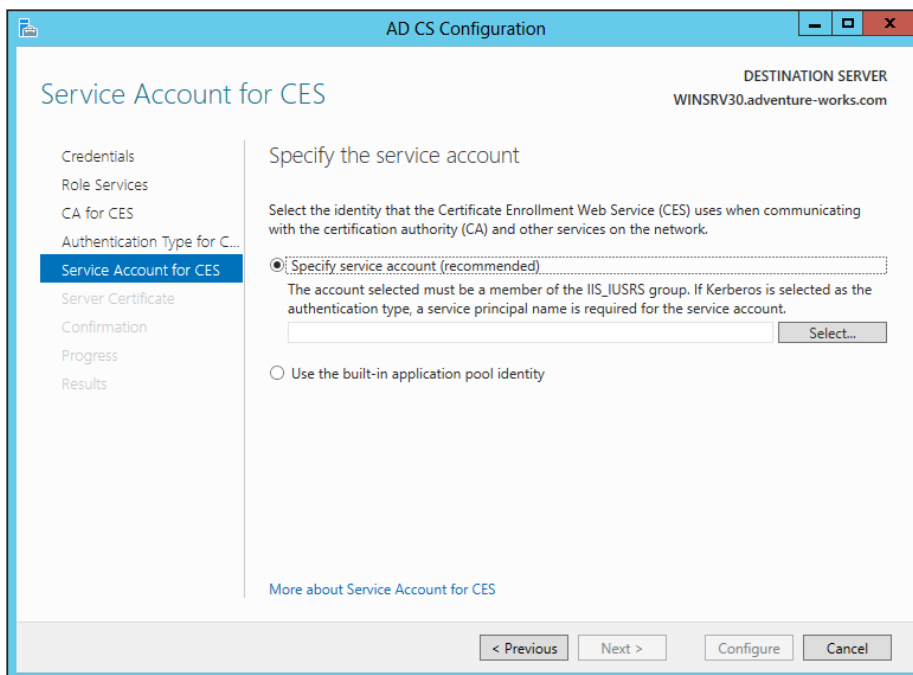 AD CS Configuration
Service Account for CES
DESTINATION SERVER
WINSRV30.adventure-works.com
Credentials
Role Services
CA for CES
Authentication Type for C...
Service Account for CES
Server Certificate
Confirmation
Progress
Results
Specify the service account
Select the identity that the Certificate Enrollment Web Service (CES) uses when communicating
with the certification authority (CA) and other services on the network.
Specify service account (recommended)
The account selected must be a member of the IIS_IUSRS group. If Kerberos is selected as the
authentication type, a service principal name is required for the service account.
Select...
Use the built-in application pool identity
More about Service Account for CES
< Previous
Next >
Configure
Cancel